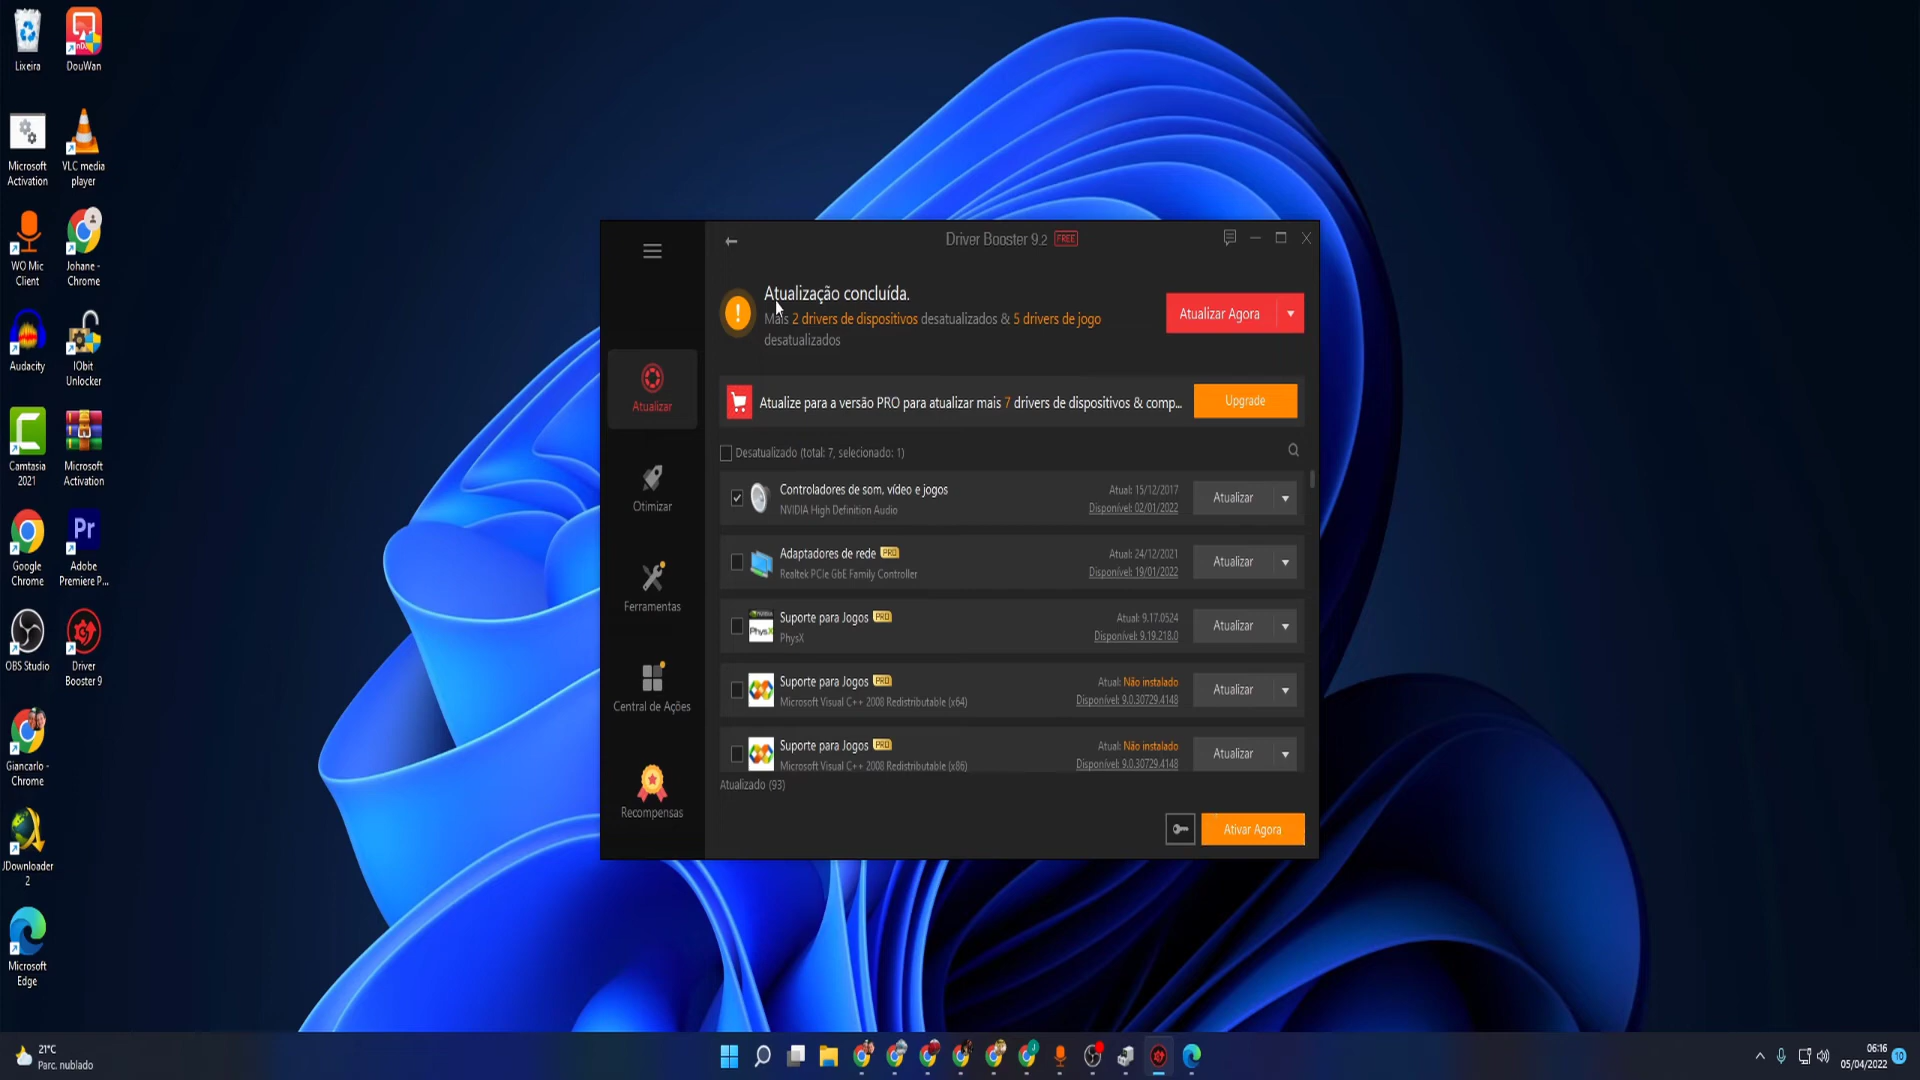 Lixeira
DouWan
Microsoft
Activation
VLC media
player
WO Mic
Client
Johane -
Chrome
Audacity
IObit
Unlocker
Camtasia
2021
Microsoft
Activation
Google
Chrome
Adobe
Premiere P...
OBS Studio
Driver
Booster 9
Giancarlo -
Chrome
JDownloader
2
Microsoft
Edge
Driver Booster 9.2 FREE
Atualização concluída.
Mais 2 drivers de dispositivos desatualizados & 5 drivers de jogo
desatualizados
Atualizar Agora
Atualize para a versão PRO para atualizar mais 7 drivers de dispositivos & comp...
Upgrade
Desatualizado (total: 7, selecionado: 1)
Controladores de som, vídeo e jogos
NVIDIA High Definition Audio
Atual: 15/12/2017
Disponível: 02/01/2022
Atualizar
Adaptadores de rede PRO
Realtek PCIe GbE Family Controller
Atual: 24/12/2021
Disponível: 19/01/2022
Atualizar
PhysX
Suporte para Jogos PRO
PhysX
Atual: 9.17.0524
Disponível: 9.19.218.0
Atualizar
Suporte para Jogos PRO
Microsoft Visual C++ 2008 Redistributable (x64)
Atual: Não instalado
Disponível: 9.0.30729.4148
Atualizar
Suporte para Jogos PRO
Microsoft Visual C++ 2008 Redistributable (x86)
Atual: Não instalado
Disponível: 9.0.30729.4148
Atualizar
Atualizado (93)
Ativar Agora
Atualizar
Otimizar
Ferramentas
Central de Ações
Recompensas
Pr
21°C
Parc. nublado
06:16
05/04/2022
10